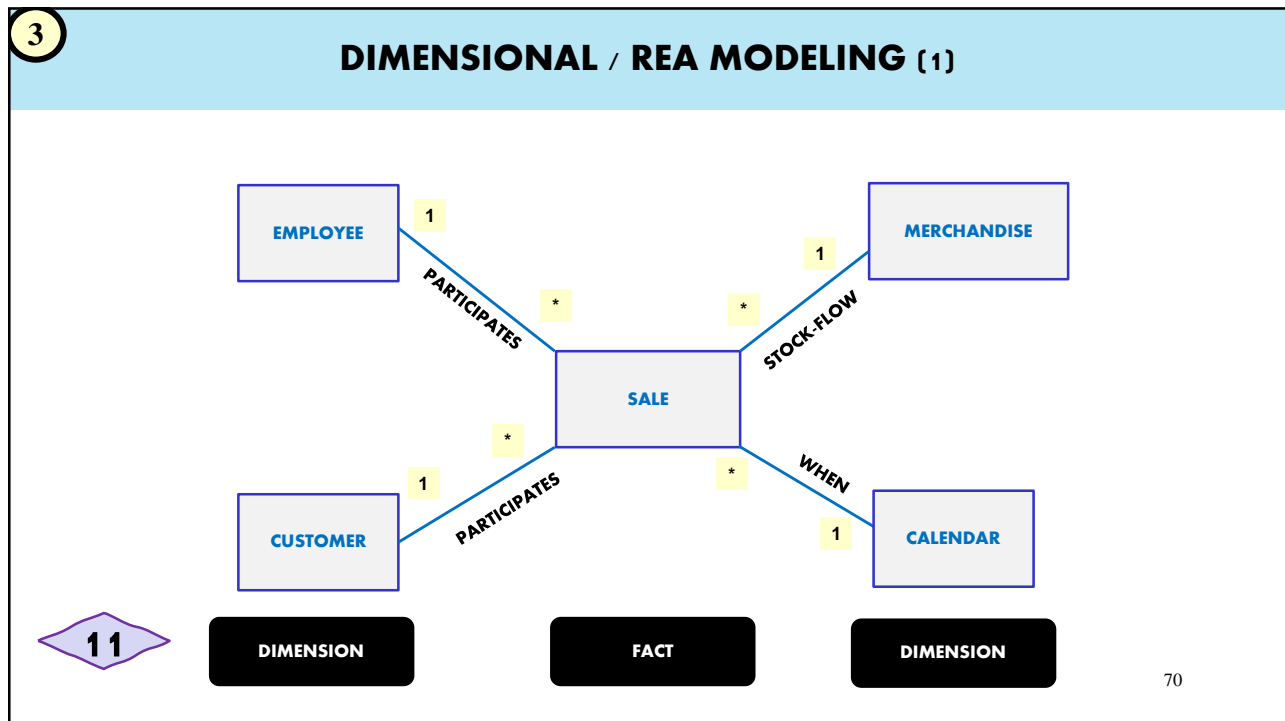 3
DIMENSIONAL / REA MODELING (1)
EMPLOYEE
1
PARTICIPATES
*
MERCHANDISE
1
STOCK-FLOW
*
SALE
CUSTOMER
1
PARTICIPATES
*
WHEN
*
1
CALENDAR
11
DIMENSION
FACT
DIMENSION
70